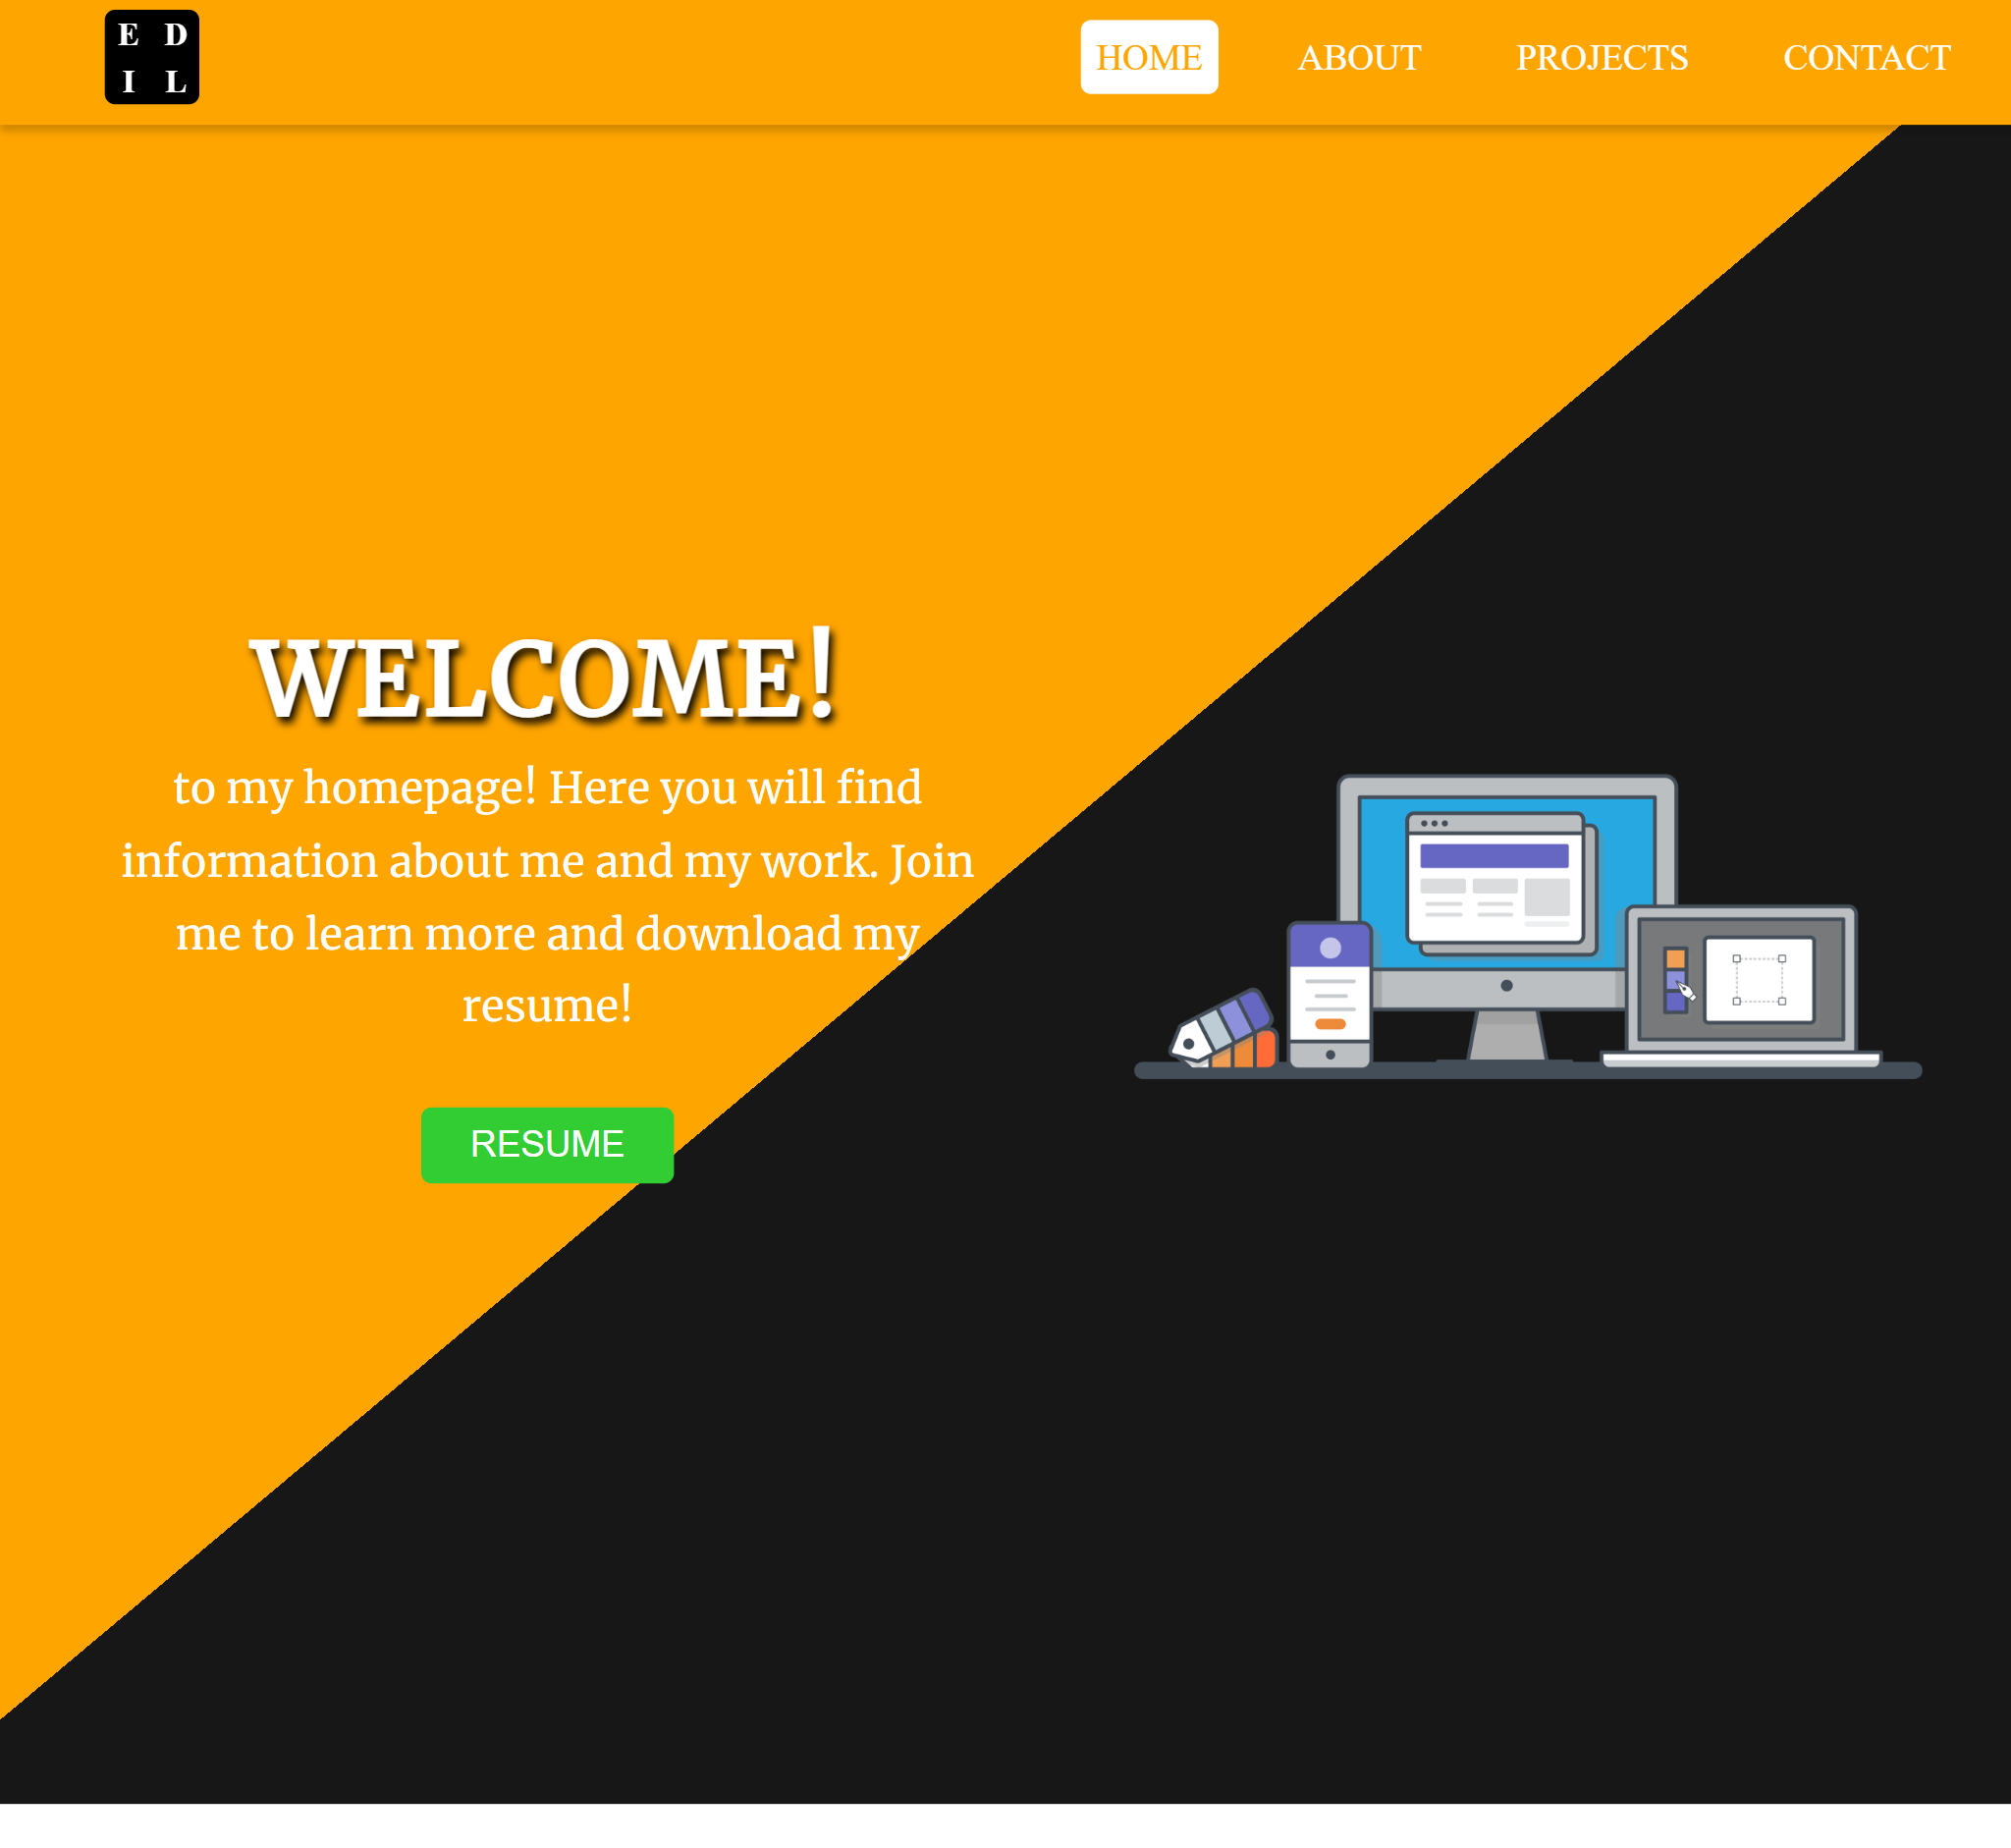 E D
I L
HOME ABOUT PROJECTS CONTACT
WELCOME!
to my homepage! Here you will find
information about me and my work. Join
me to learn more and download my
resume!
RESUME